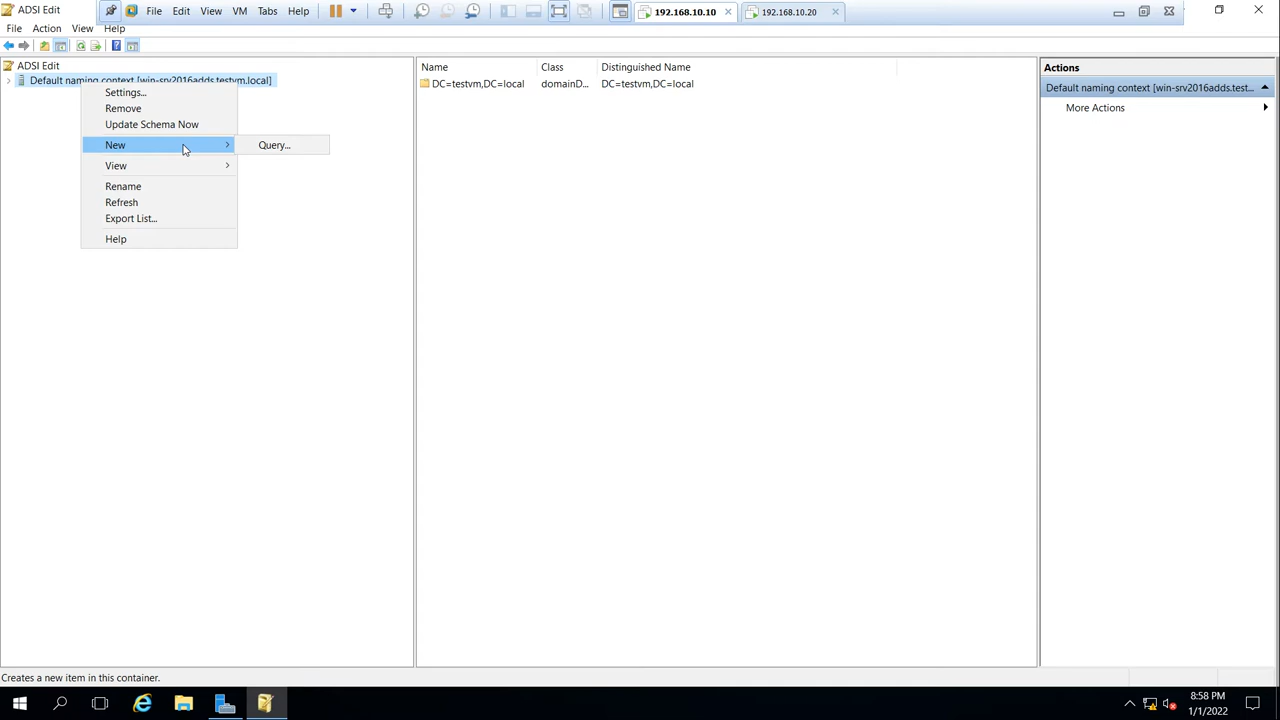 ADSI Edit
File Edit View VM Tabs Help
192.168.10.10
192.168.10.20
File Action View Help
ADSI Edit
Default naming context [win-srv2016adds.testvm.local]
Settings...
Remove
Update Schema Now
New
Query...
View
Rename
Refresh
Export List...
Help
Name Class Distinguished Name
DC=testvm,DC=local domainD... DC=testvm,DC=local
Actions
Default naming context [win-srv2016adds.test...
More Actions
Creates a new item in this container.
8:58 PM
1/1/2022